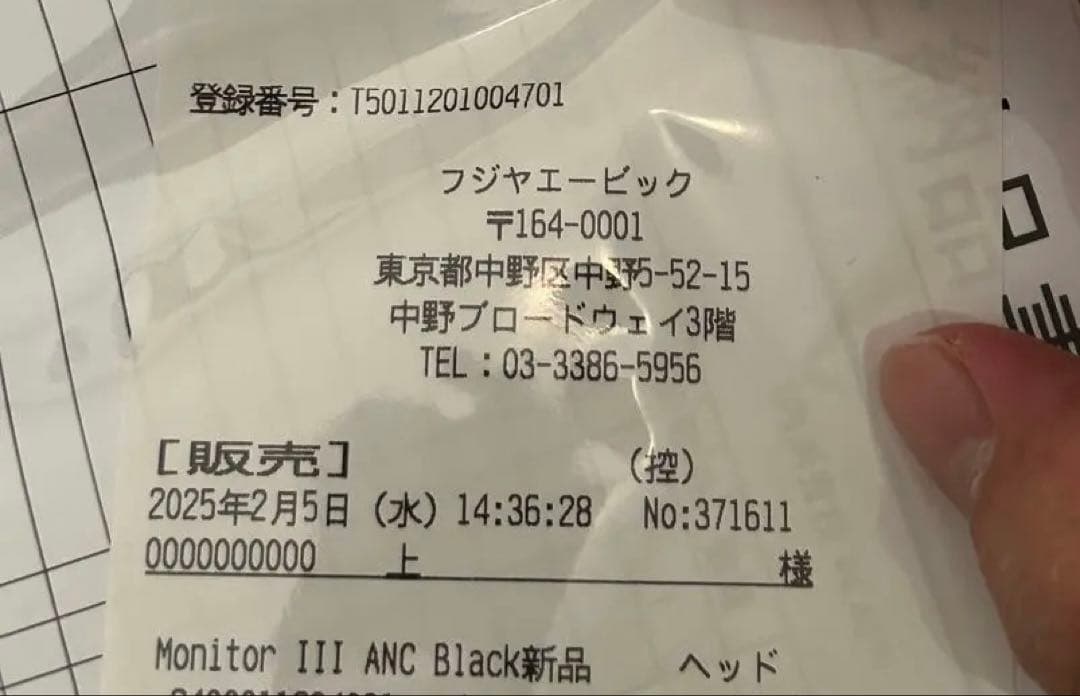 登録番号：T5011201004701
フジヤエービック
〒164-0001
東京都中野区中野5-52-15
中野ブロードウェイ3階
TEL：03-3386-5956
[販売] (控)
2025年2月5日 (水) 14:36:28 No:371611
0000000000 上 様
Monitor III ANC Black新品 ヘッド